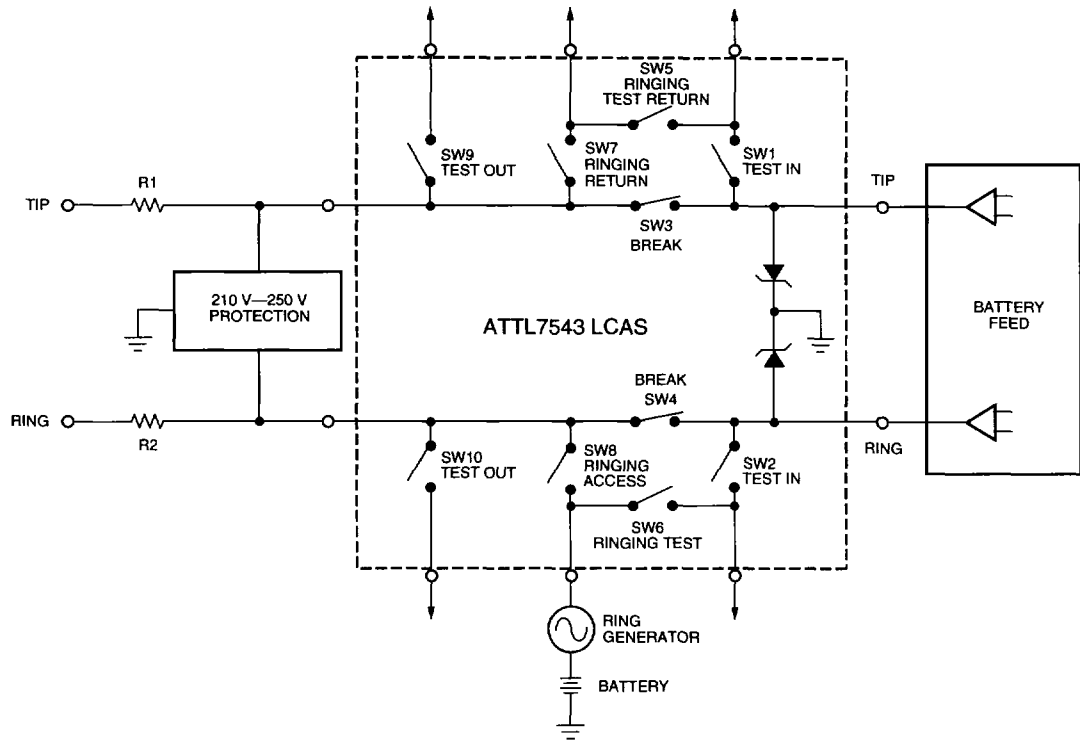 SW5
RINGING
TEST RETURN
SW9
TEST OUT
SW7
RINGING
RETURN
SW1
TEST IN
R1
TIP
SW3
BREAK
TIP
210 V—250 V
PROTECTION
ATTL7543 LCAS
BATTERY
FEED
BREAK
SW4
RING
R2
RING
SW10
TEST OUT
SW8
RINGING
ACCESS
SW2
TEST IN
SW6
RINGING TEST
RING
GENERATOR
BATTERY